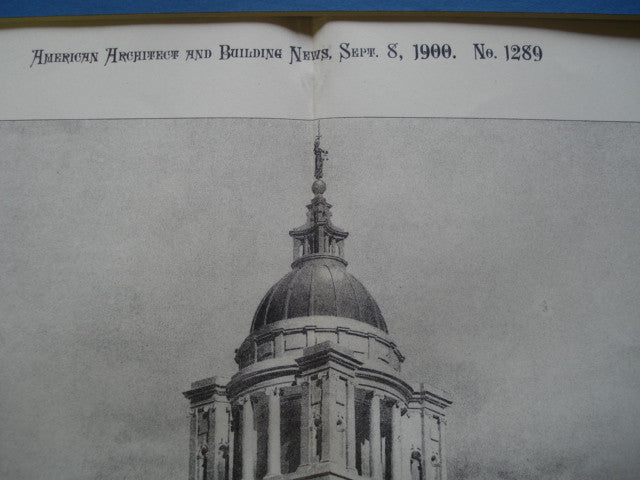 American Architect and Building News, Sept. 8, 1900. No. 1289